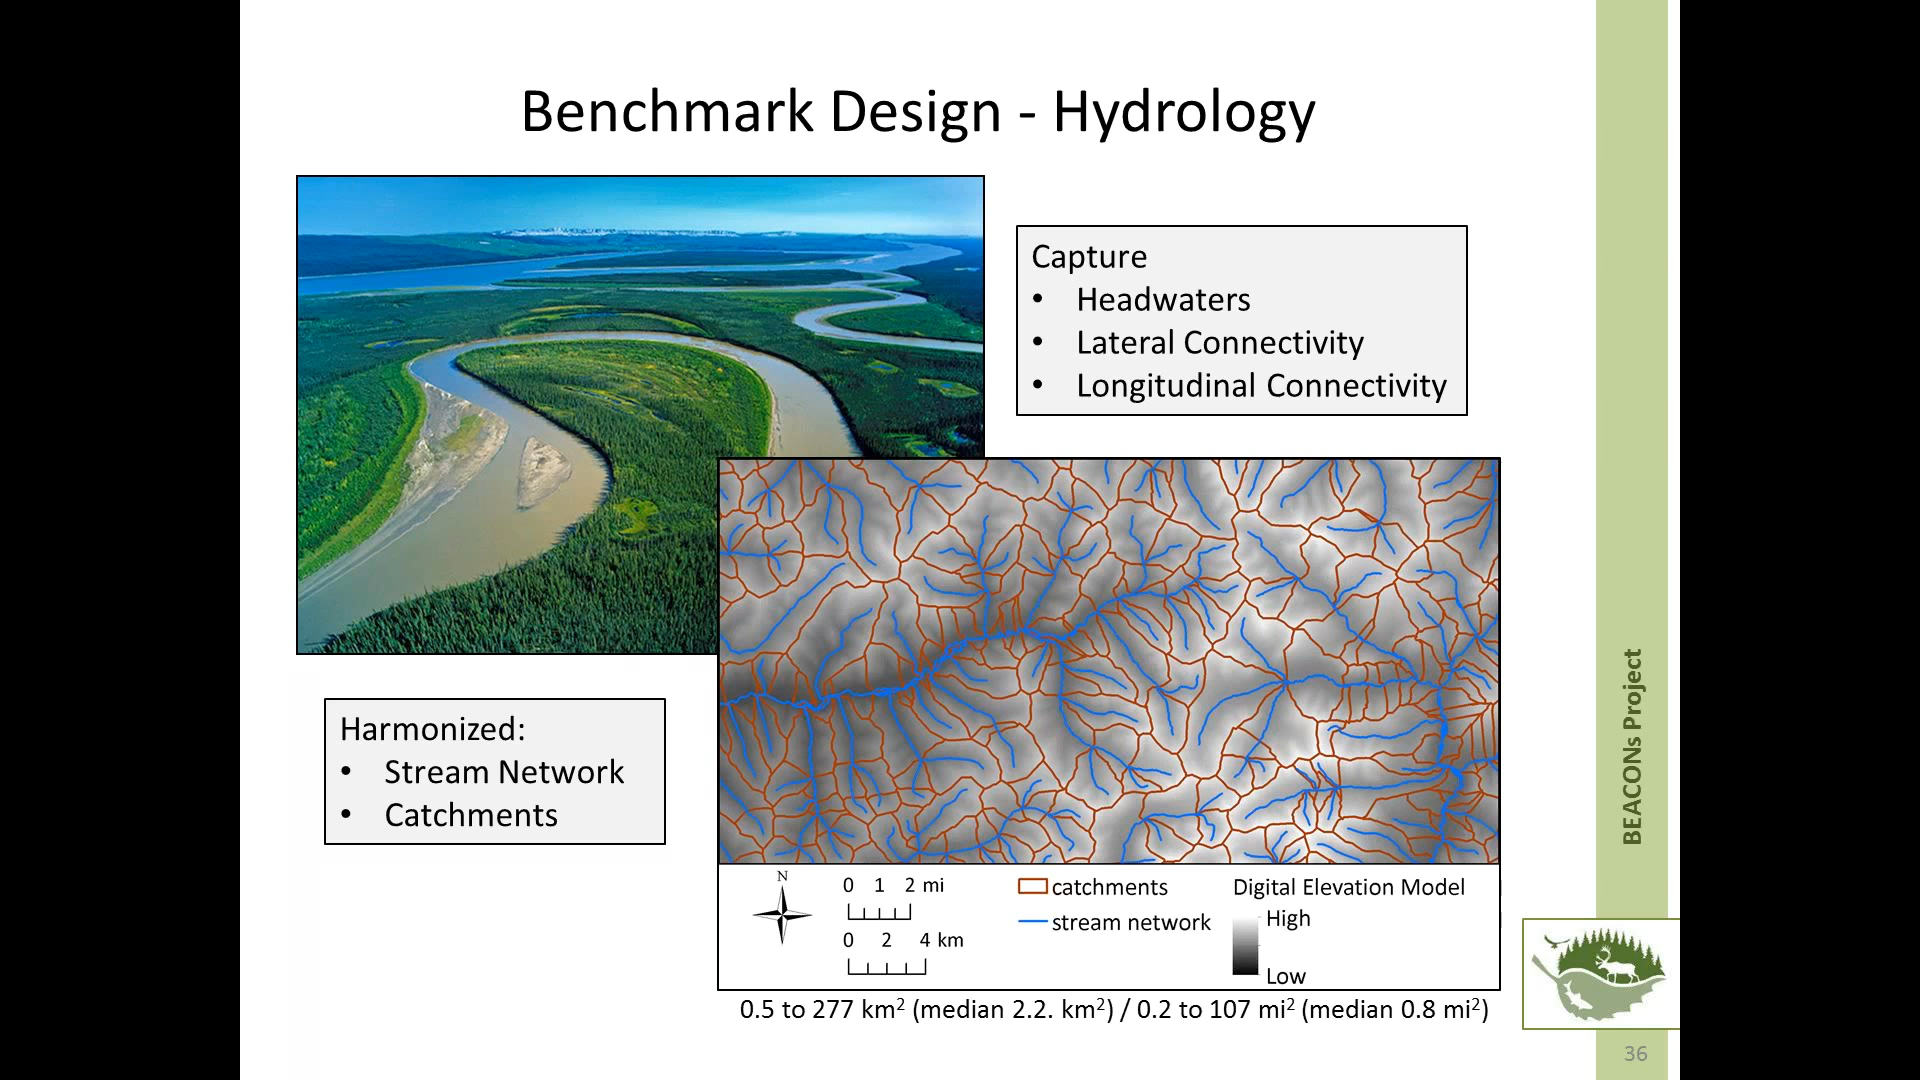 Benchmark Design - Hydrology
Capture
• Headwaters
• Lateral Connectivity
• Longitudinal Connectivity
Harmonized:
• Stream Network
• Catchments
N
0 1 2 mi
0 2 4 km
catchments
stream network
Digital Elevation Model
High
Low
0.5 to 277 km² (median 2.2. km²) / 0.2 to 107 mi² (median 0.8 mi²)
BEACONs Project
36